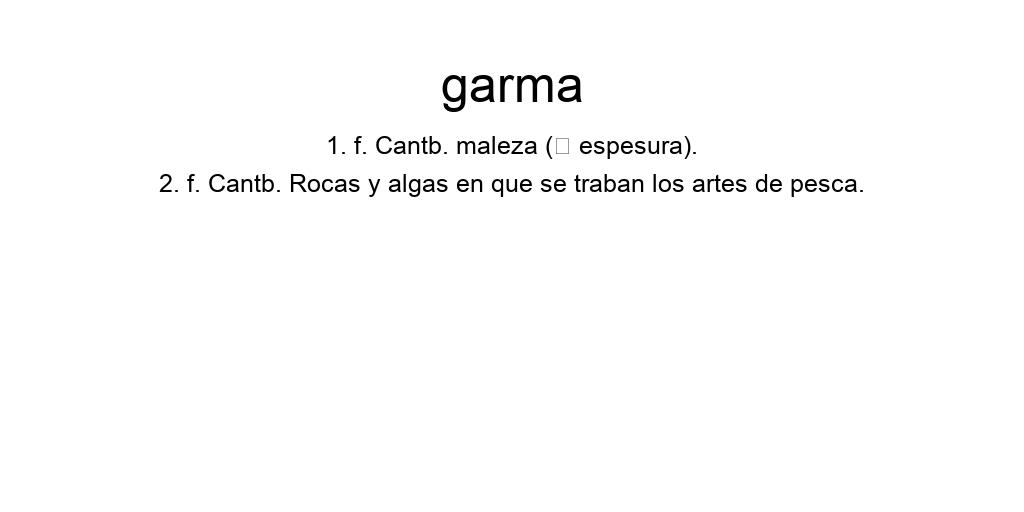 garma
1. f. Cantb. maleza (□ espesura).
2. f. Cantb. Rocas y algas en que se traban los artes de pesca.